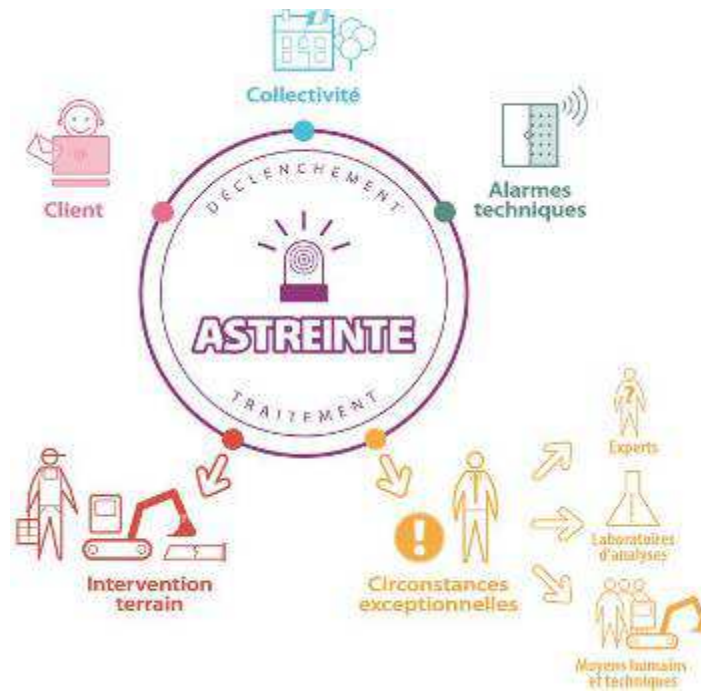 Collectivité
Client
Alarmes
techniques
DÉCLENCHEMENT
ASTREINTE
TRAITEMENT
Intervention
terrain
Circonstances
exceptionnelles
Experts
Laboratoires
d'analyses
Moyens humains
et techniques